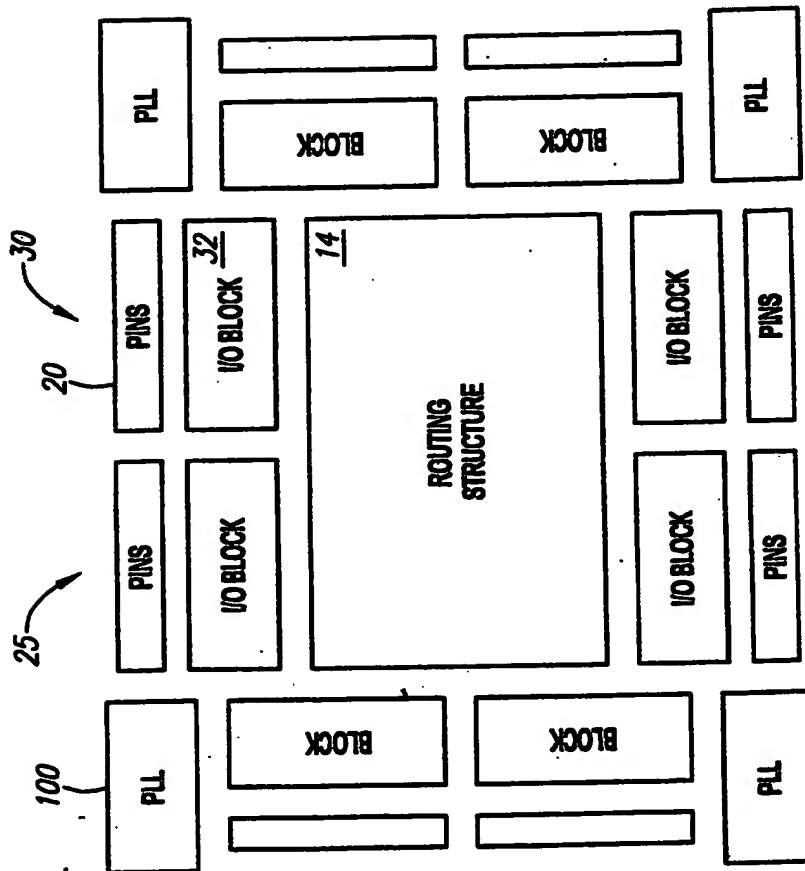 25
30
100
20
PLL
PINS
PINS
PLL
I/O BLOCK
I/O BLOCK
32
BLOCK
14
BLOCK
ROUTING
STRUCTURE
BLOCK
BLOCK
I/O BLOCK
I/O BLOCK
PLL
PINS
PINS
PLL